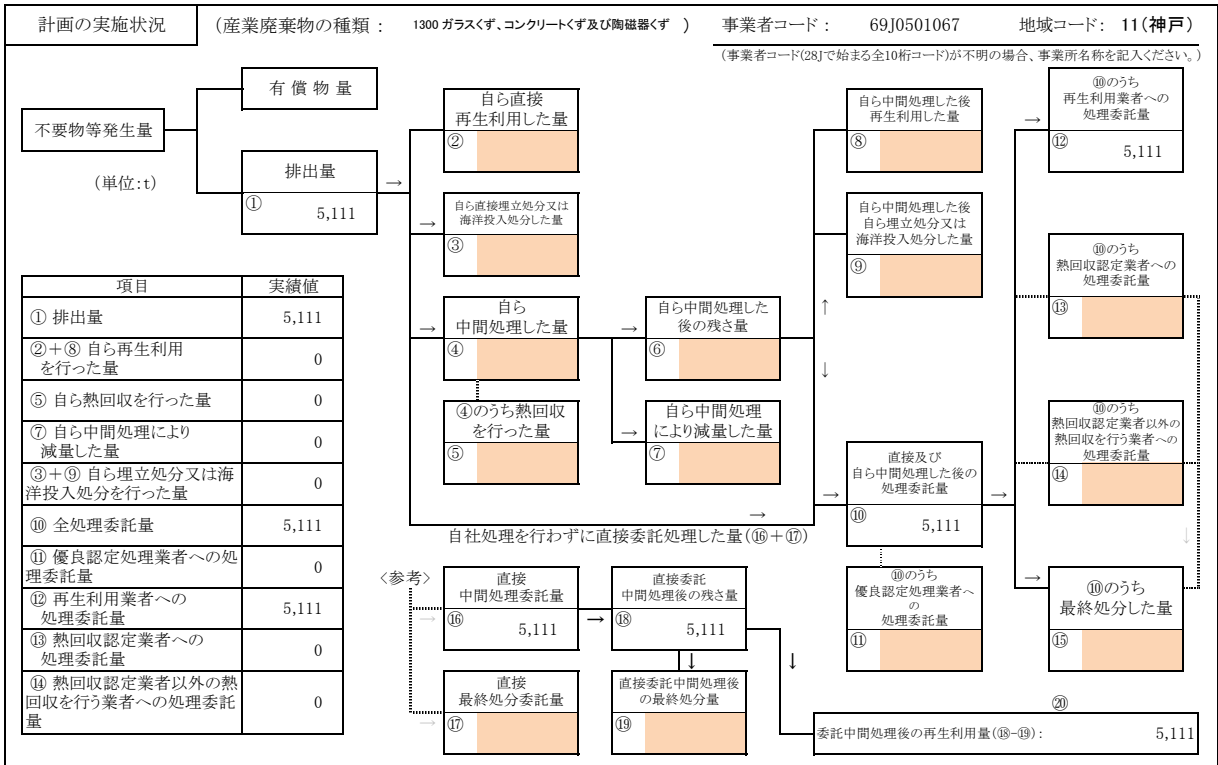 計画の実施状況
(産業廃棄物の種類 : 1300 ガラスくず、コンクリートくず及び陶磁器くず )
事業者コード : 69J0501067
地域コード: 11(神戸)
(事業者コード(28Jで始まる全10桁コード)が不明の場合、事業所名称を記入ください。)
不要物等発生量
(単位:t)
有 償 物 量
排出量
→
① 5,111
自ら直接
再生利用した量
②
→
自ら直接埋立処分又は
海洋投入処分した量
③
→
自ら
中間処理した量
④
④のうち熱回収
を行った量
⑤
→
自ら中間処理した
後の残さ量
⑥
→
自ら中間処理
により減量した量
⑦
自ら中間処理した後
再生利用した量
⑧
自ら中間処理した後
自ら埋立処分又は
海洋投入処分した量
⑨
↑
↓
→
自社処理を行わずに直接委託処理した量(⑯+⑰)
→
直接及び
自ら中間処理した後の
処理委託量
⑩ 5,111
→
⑩のうち
優良認定処理業者へ
の
処理委託量
⑪
→
⑩のうち
再生利用業者への
処理委託量
⑫ 5,111
⑩のうち
熱回収認定業者への
処理委託量
⑬
⑩のうち
熱回収認定業者以外の
熱回収を行う業者への
処理委託量
⑭
↓
→
⑩のうち
最終処分した量
⑮
項目 実績値
① 排出量 5,111
②+⑧ 自ら再生利用
を行った量 0
⑤ 自ら熱回収を行った量 0
⑦ 自ら中間処理により
減量した量 0
③+⑨ 自ら埋立処分又は海
洋投入処分を行った量 0
⑩ 全処理委託量 5,111
⑪ 優良認定処理業者への処
理委託量 0
⑫ 再生利用業者への
処理委託量 5,111
⑬ 熱回収認定業者への
処理委託量 0
⑭ 熱回収認定業者以外の熱
回収を行う業者への処理委託
量 0
〈参考〉
→
直接
中間処理委託量
⑯ 5,111
→
直接委託
中間処理後の残さ量
⑱ 5,111
→
直接
最終処分委託量
⑰
↓
直接委託中間処理後
の最終処分量
⑲
↓
⑳
委託中間処理後の再生利用量(⑱-⑲) : 5,111